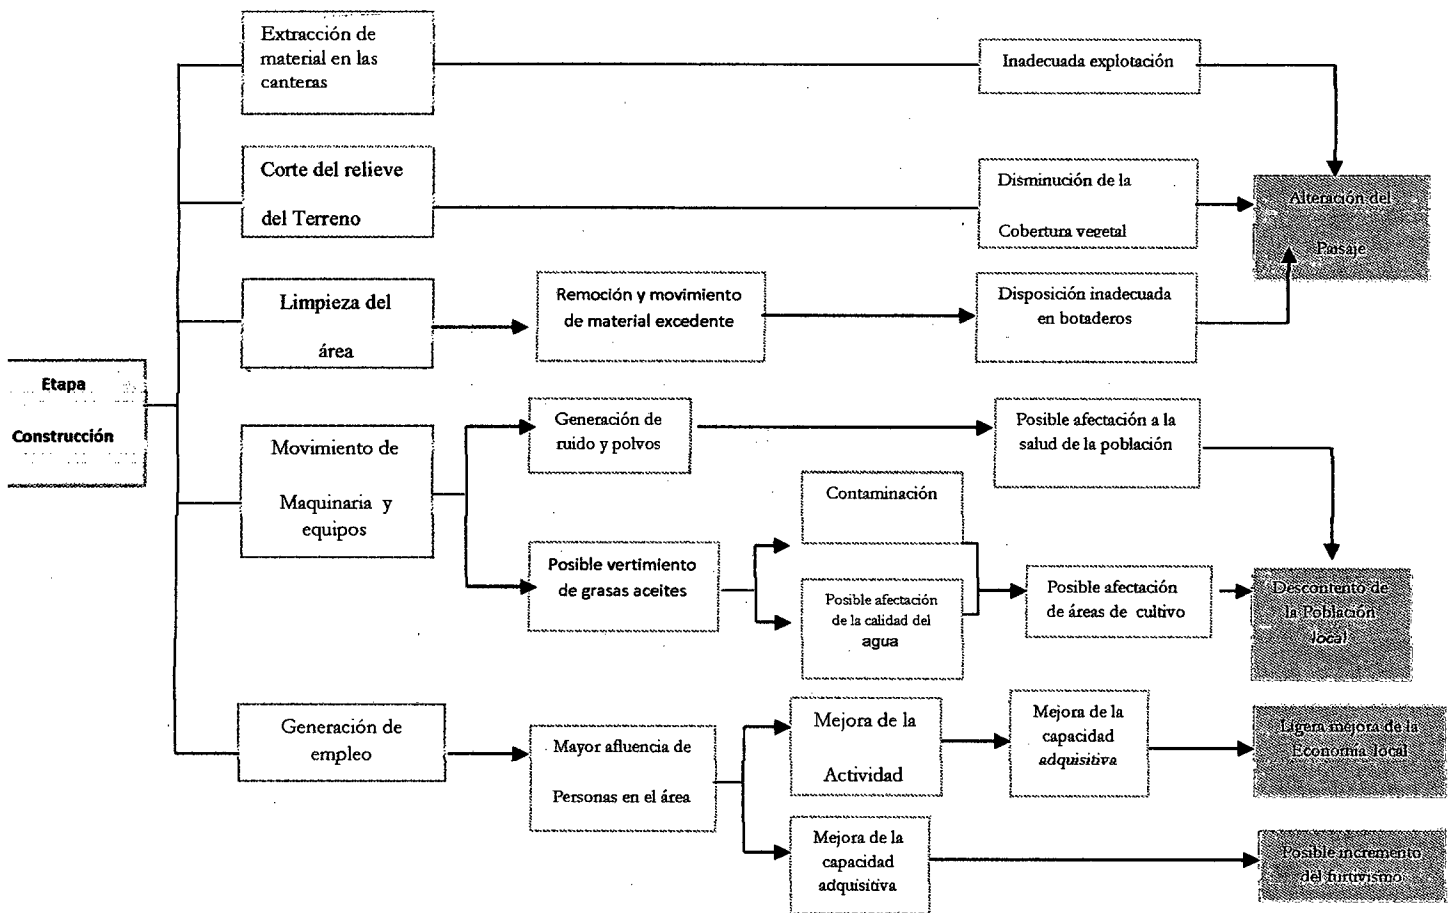 Extracción de
material en las
canteras
Inadecuada explotación
Corte del relieve
del Terreno
Disminución de la
Cobertura vegetal
Alteración del
Paisaje
Limpieza del
área
Remoción y movimiento
de material excedente
Disposición inadecuada
en botaderos
Etapa
Construcción
Movimiento de
Maquinaria y
equipos
Generación de
ruido y polvos
Posible afectación a la
salud de la población
Contaminación
Posible vertimiento
de grasas aceites
Posible afectación
de la calidad del
agua
Posible afectación
de áreas de cultivo
Descontento de
la Población
local
Generación de
empleo
Mayor afluencia de
Personas en el área
Mejora de la
Actividad
Mejora de la
capacidad
adquisitiva
Ligera mejora de la
Economia local
Mejora de la
capacidad
adquisitiva
Posible incremento
del furtivismo